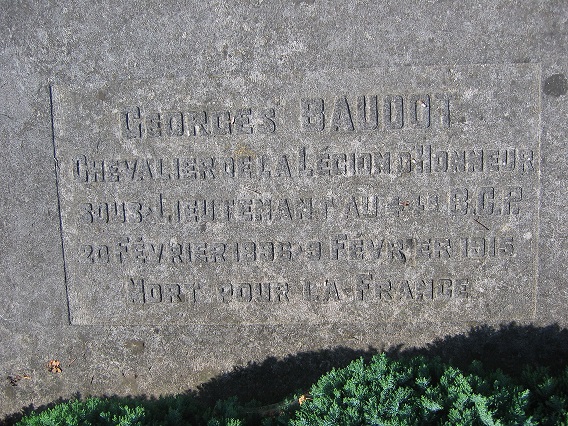 Georges BAUDOT
Chevalier de la Légion d'Honneur
Sous-Lieutenant au B.C.P.
20 Février 1896 - 9 Février 1915
Mort pour la France